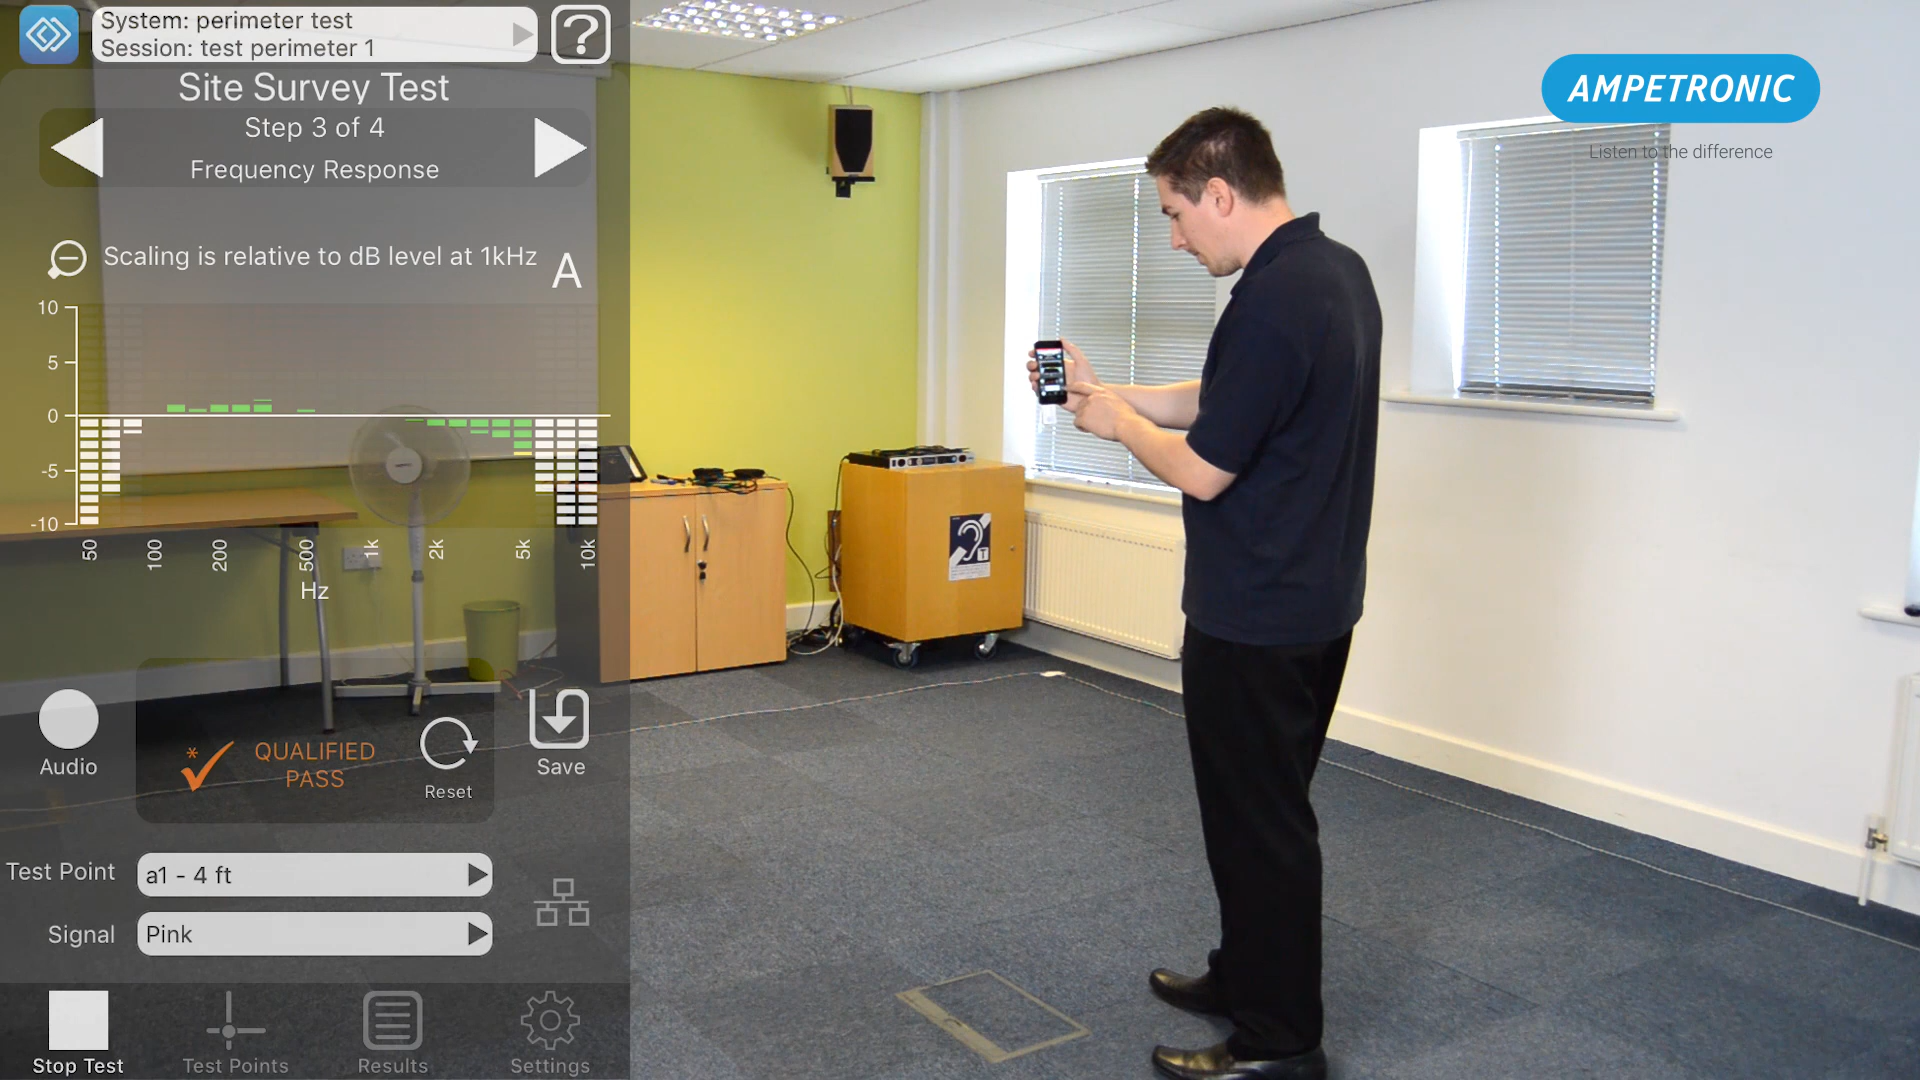 System: perimeter test
Session: test perimeter 1
?
Site Survey Test
Step 3 of 4
Frequency Response
Scaling is relative to dB level at 1kHz
A
10
5
0
-5
-10
50
100
200
500
1k
2k
5k
10k
Hz
Audio
* QUALIFIED
PASS
Reset
Save
Test Point
a1 - 4 ft
Signal
Pink
Stop Test
Test Points
Results
Settings
AMPETRONIC
Listen to the difference
T